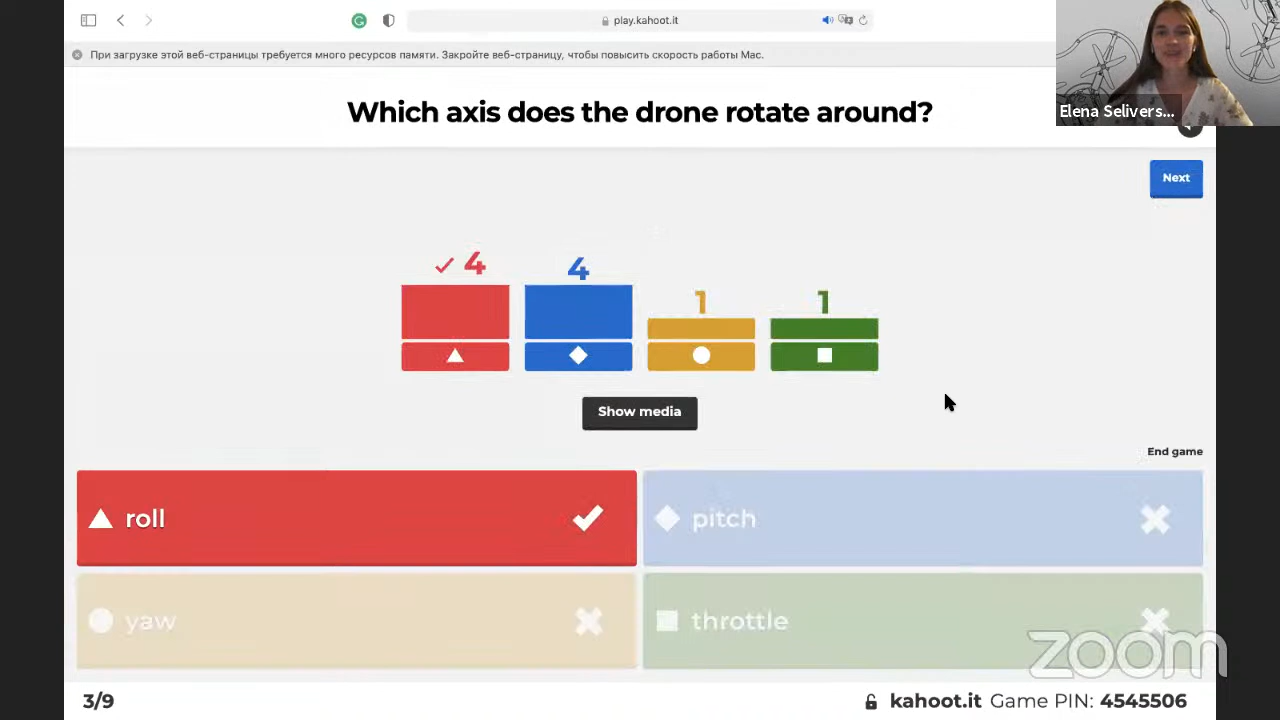 play.kahoot.it
При загрузке этой веб-страницы требуется много ресурсов памяти. Закройте веб-страницу, чтобы повысить скорость работы Mac.
Elena Selivers...
Which axis does the drone rotate around?
Next
4
4
1
1
Show media
End game
roll
pitch
yaw
throttle
zoom
3/9
kahoot.it Game PIN: 4545506